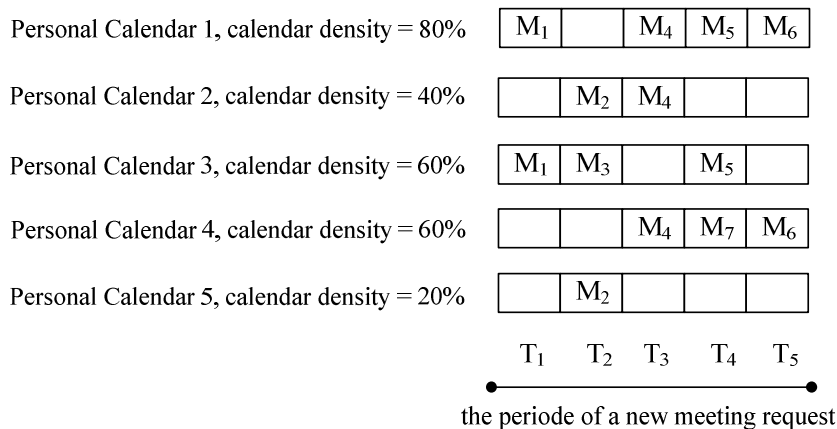 Personal Calendar 1, calendar density = 80% M₁ M₄ M₅ M₆
Personal Calendar 2, calendar density = 40% M₂ M₄
Personal Calendar 3, calendar density = 60% M₁ M₃ M₅
Personal Calendar 4, calendar density = 60% M₄ M₇ M₆
Personal Calendar 5, calendar density = 20% M₂
T₁ T₂ T₃ T₄ T₅
the periode of a new meeting request